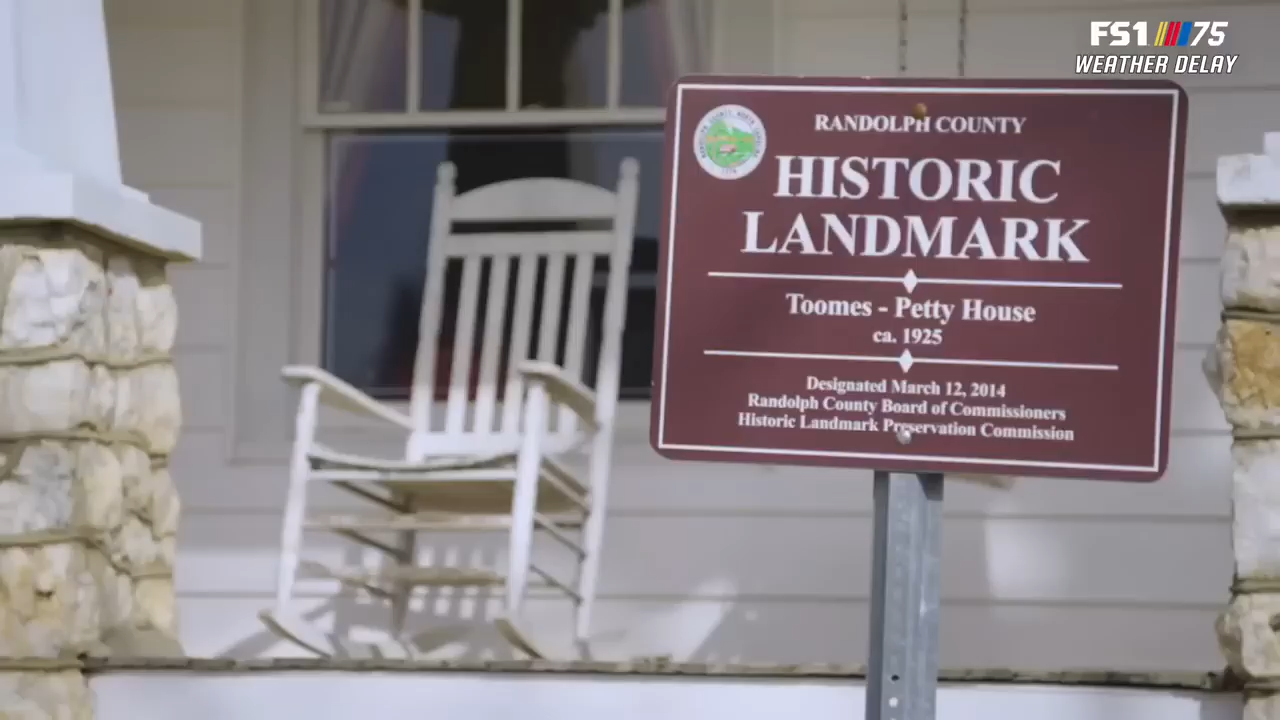 FS1 75
WEATHER DELAY
RANDOLPH COUNTY
HISTORIC
LANDMARK
Toomes - Petty House
ca. 1925
Designated March 12, 2014
Randolph County Board of Commissioners
Historic Landmark Preservation Commission